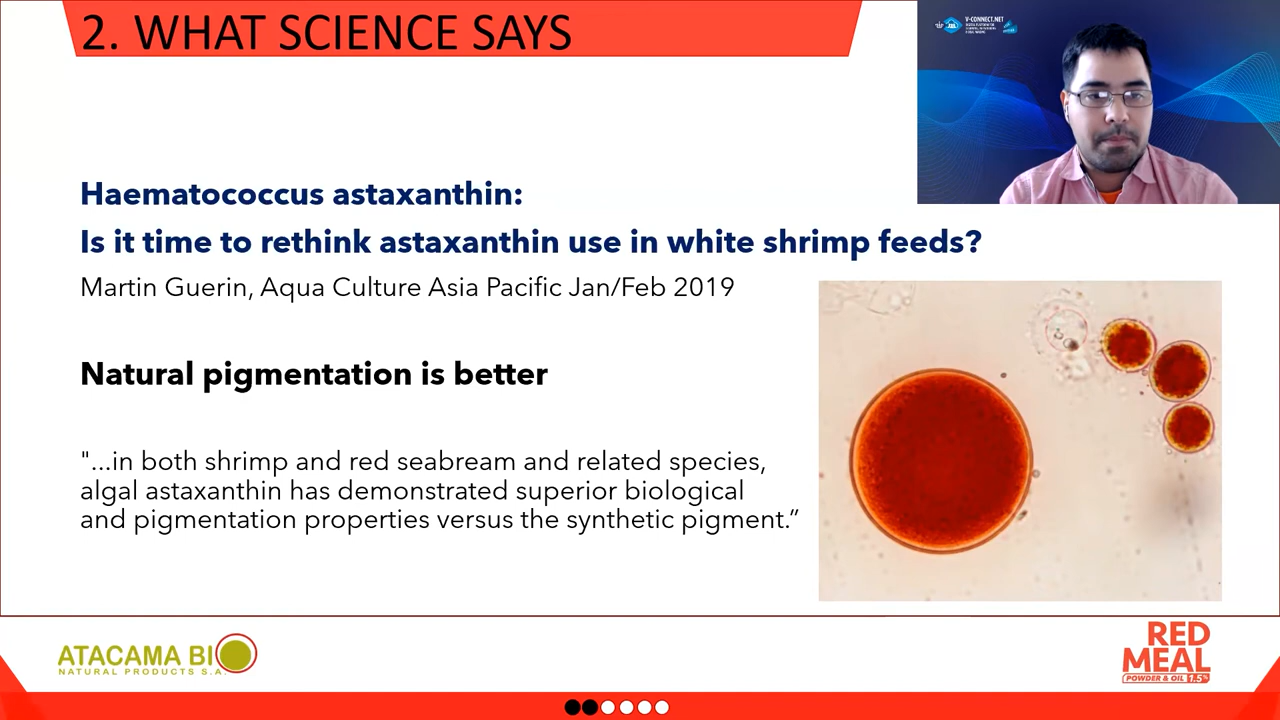 2. WHAT SCIENCE SAYS
V-CONNECT.NET
Haematococcus astaxanthin:
Is it time to rethink astaxanthin use in white shrimp feeds?
Martin Guerin, Aqua Culture Asia Pacific Jan/Feb 2019
Natural pigmentation is better
"...in both shrimp and red seabream and related species,
algal astaxanthin has demonstrated superior biological
and pigmentation properties versus the synthetic pigment.”
ATACAMA BI
NATURAL PRODUCTS S.A.
RED
MEAL
POWDER & OIL 1.5%